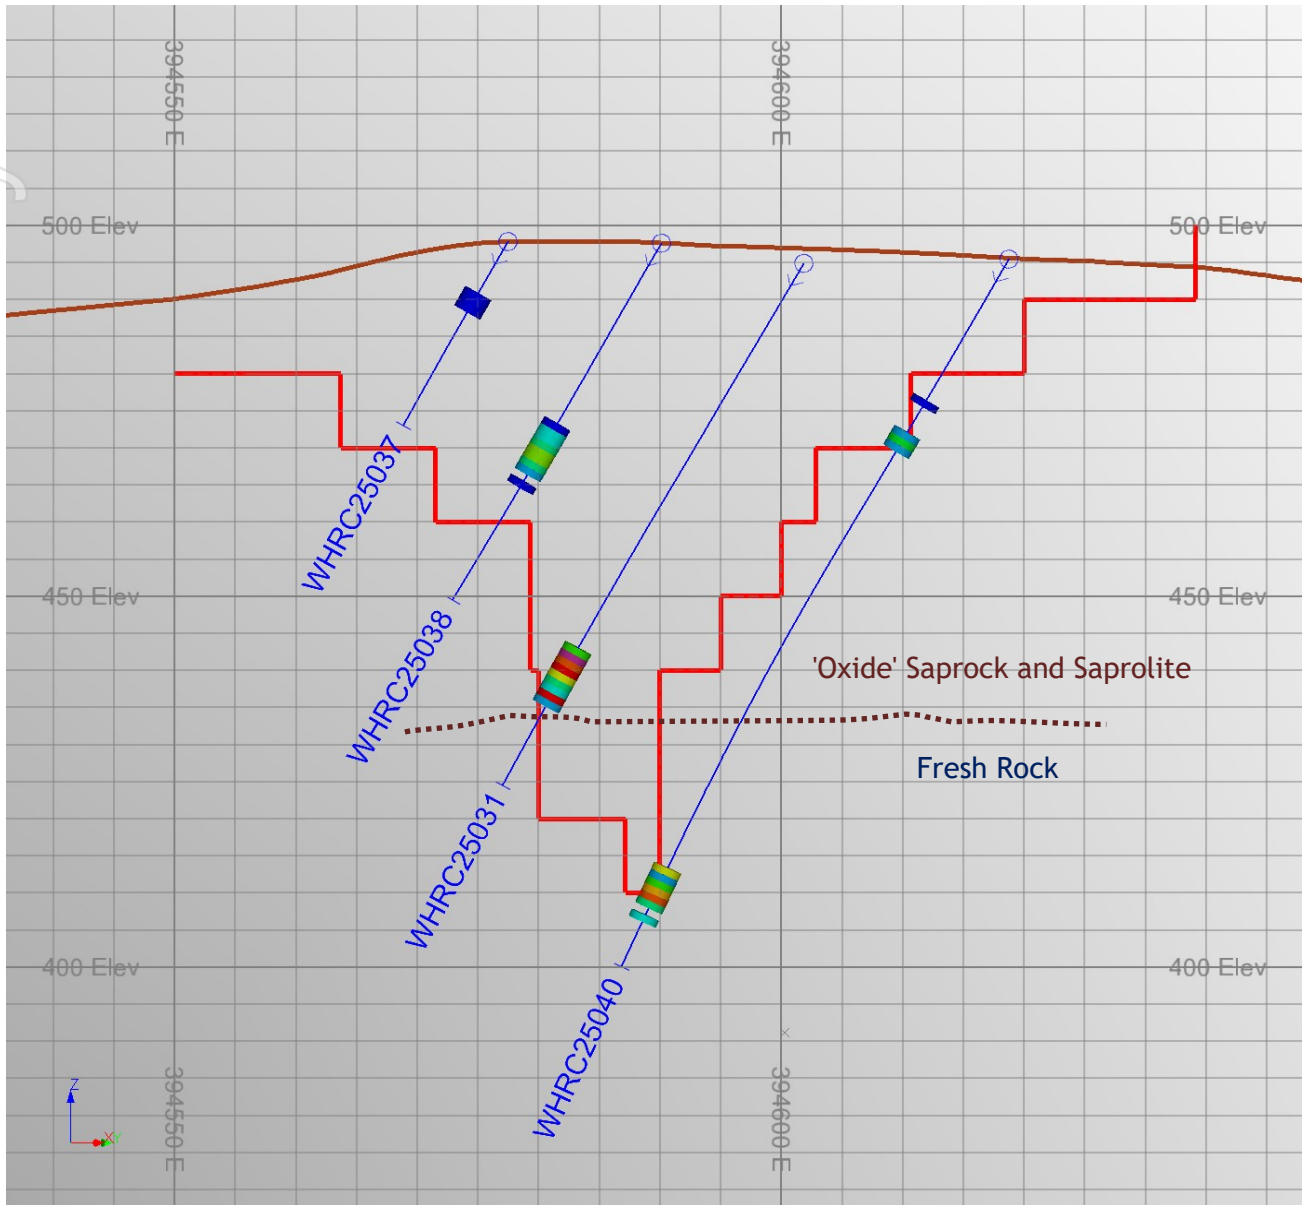 394550 E
394600 E
500 Elev
500 Elev
WHRC25037
450 Elev
450 Elev
WHRC25038
'Oxide' Saprock and Saprolite
Fresh Rock
WHRC25031
400 Elev
400 Elev
WHRC25040
394550 E
394600 E
Z
X
Y